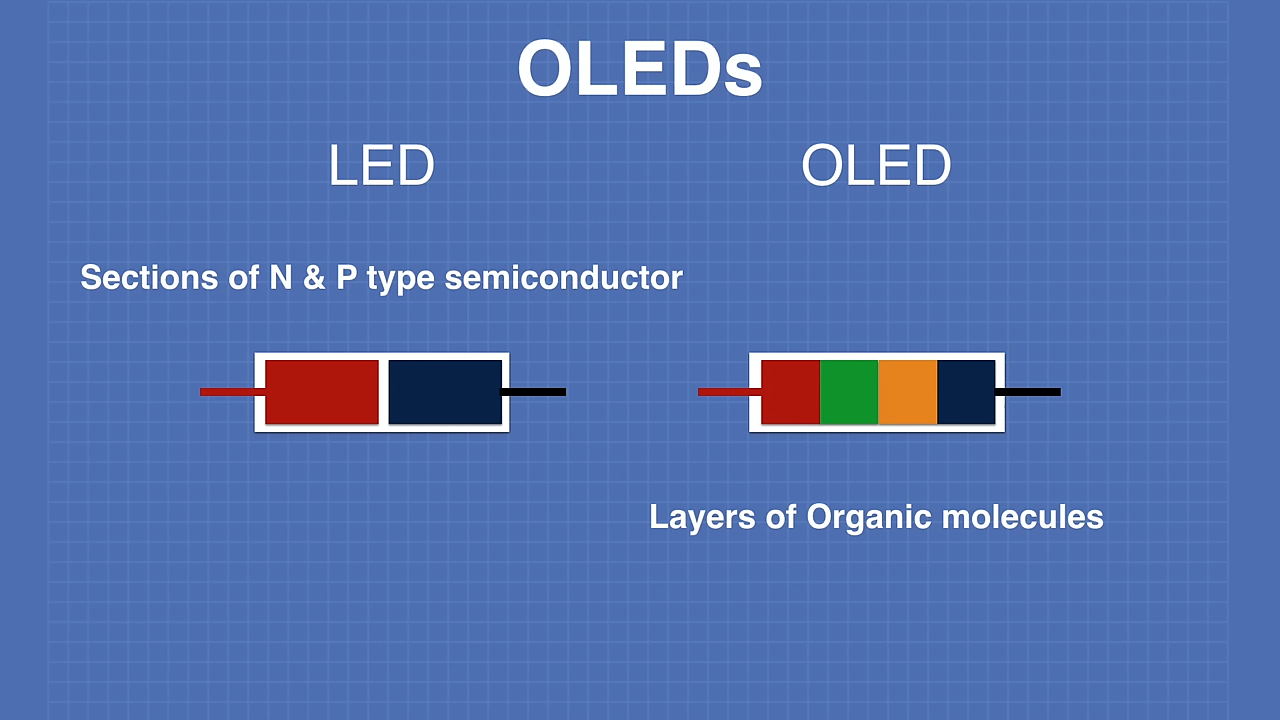 OLEDs
LED
OLED
Sections of N & P type semiconductor
Layers of Organic molecules